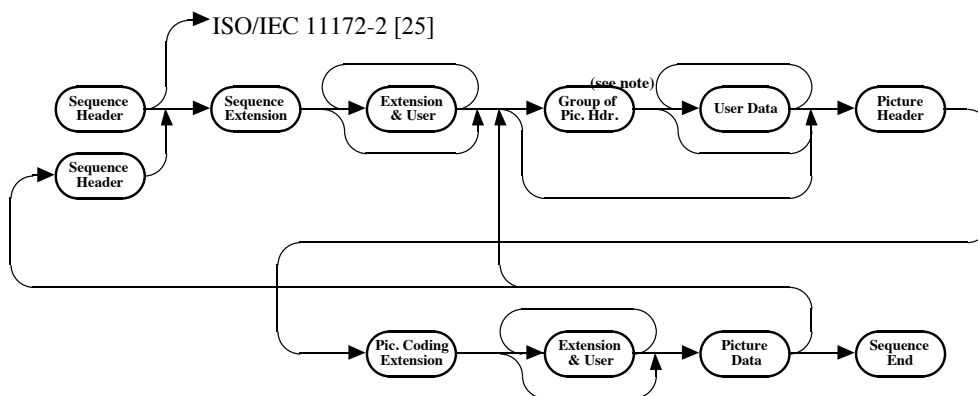 ISO/IEC 11172-2 [25]
(see note)
Sequence
Header
Sequence
Extension
Extension
& User
Group of
Pic. Hdr.
User Data
Picture
Header
Sequence
Header
Pic. Coding
Extension
Extension
& User
Picture
Data
Sequence
End